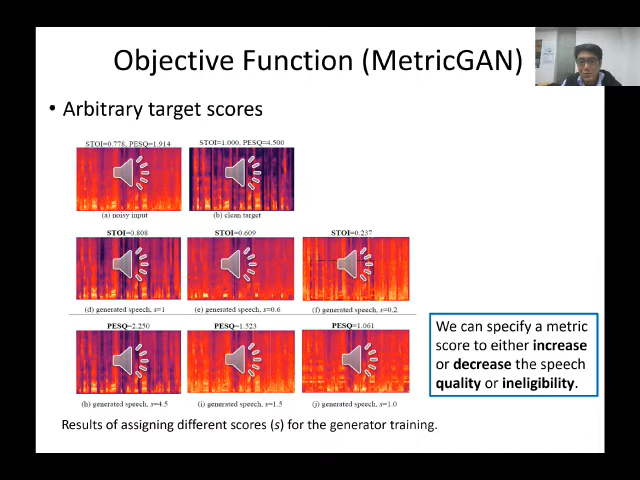 Objective Function (MetricGAN)
• Arbitrary target scores
STOI=0.778, PESQ=1.914
STOI=1.000, PESQ=4.500
(a) noisy input
(b) clean target
STOI=0.808
STOI=0.609
STOI=0.237
(d) generated speech, s=1
(e) generated speech, s=0.6
(f) generated speech, s=0.2
PESQ=2.250
PESQ=1.523
PESQ=1.061
(h) generated speech, s=4.5
(i) generated speech, s=1.5
(j) generated speech, s=1.0
We can specify a metric
score to either increase
or decrease the speech
quality or ineligibility.
Results of assigning different scores (s) for the generator training.